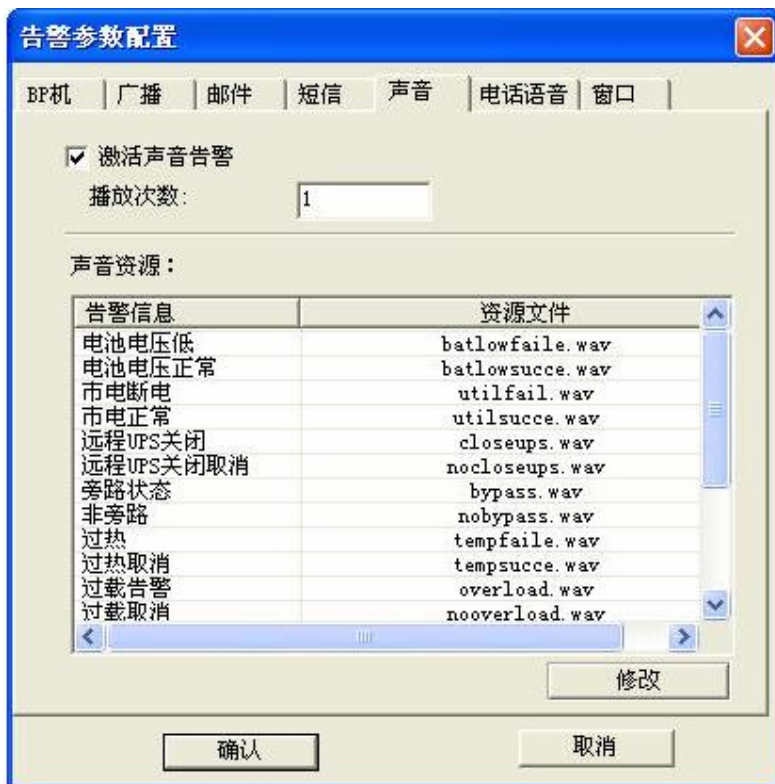 告警参数配置
BP机 广播 邮件 短信 声音 电话语音 窗口
激活声音告警
播放次数: 1
声音资源：
告警信息 资源文件
电池电压低 batlowfaile.wav
电池电压正常 batlowsucce.wav
市电断电 utilfail.wav
市电正常 utilsucce.wav
远程UPS关闭 closeups.wav
远程UPS关闭取消 nocloseups.wav
旁路状态 bypass.wav
非旁路 nobypass.wav
过热 tempfaile.wav
过热取消 tempsucce.wav
过载告警 overload.wav
过载取消 nooverload.wav
修改
确认 取消